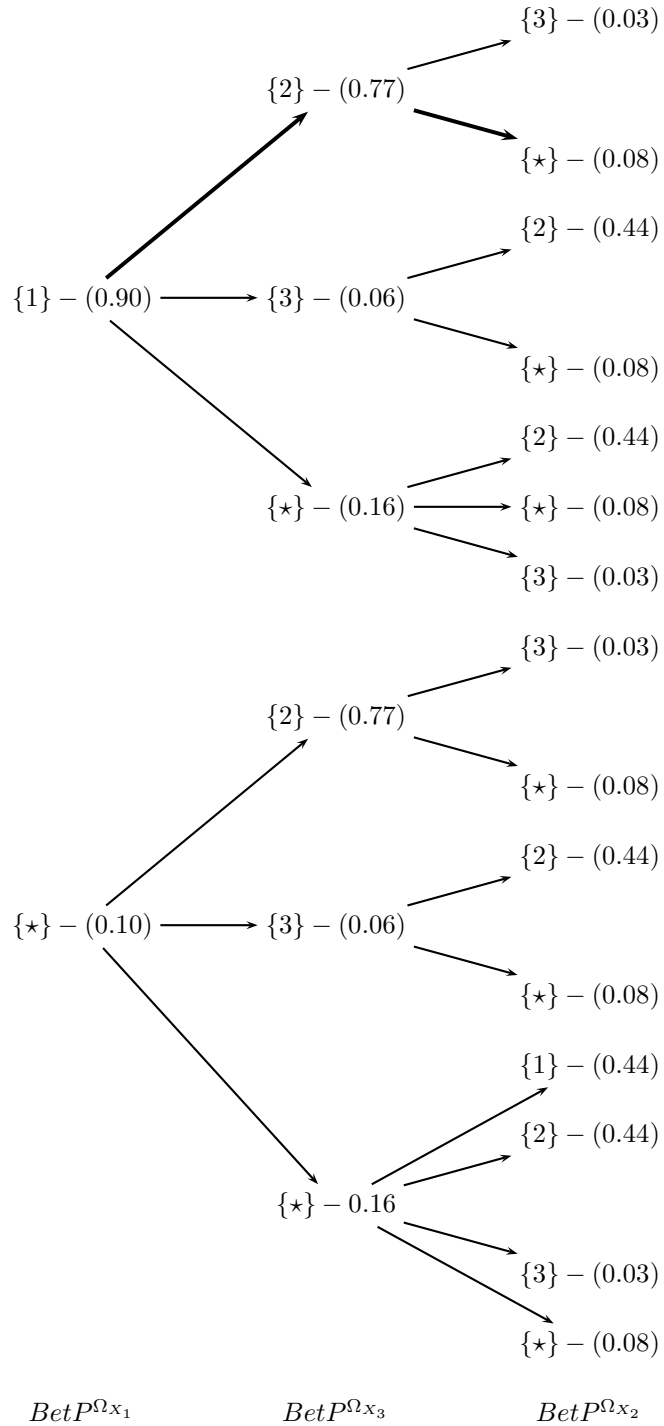 {3} − (0.03)
{2} − (0.77)
{⋆} − (0.08)
{2} − (0.44)
{1} − (0.90) {3} − (0.06)
{⋆} − (0.08)
{2} − (0.44)
{⋆} − (0.16) {⋆} − (0.08)
{3} − (0.03)
{3} − (0.03)
{2} − (0.77)
{⋆} − (0.08)
{2} − (0.44)
{⋆} − (0.10) {3} − (0.06)
{⋆} − (0.08)
{1} − (0.44)
{2} − (0.44)
{⋆} − 0.16
{3} − (0.03)
{⋆} − (0.08)
BetP^{Ω_{X_1}} BetP^{Ω_{X_3}} BetP^{Ω_{X_2}}